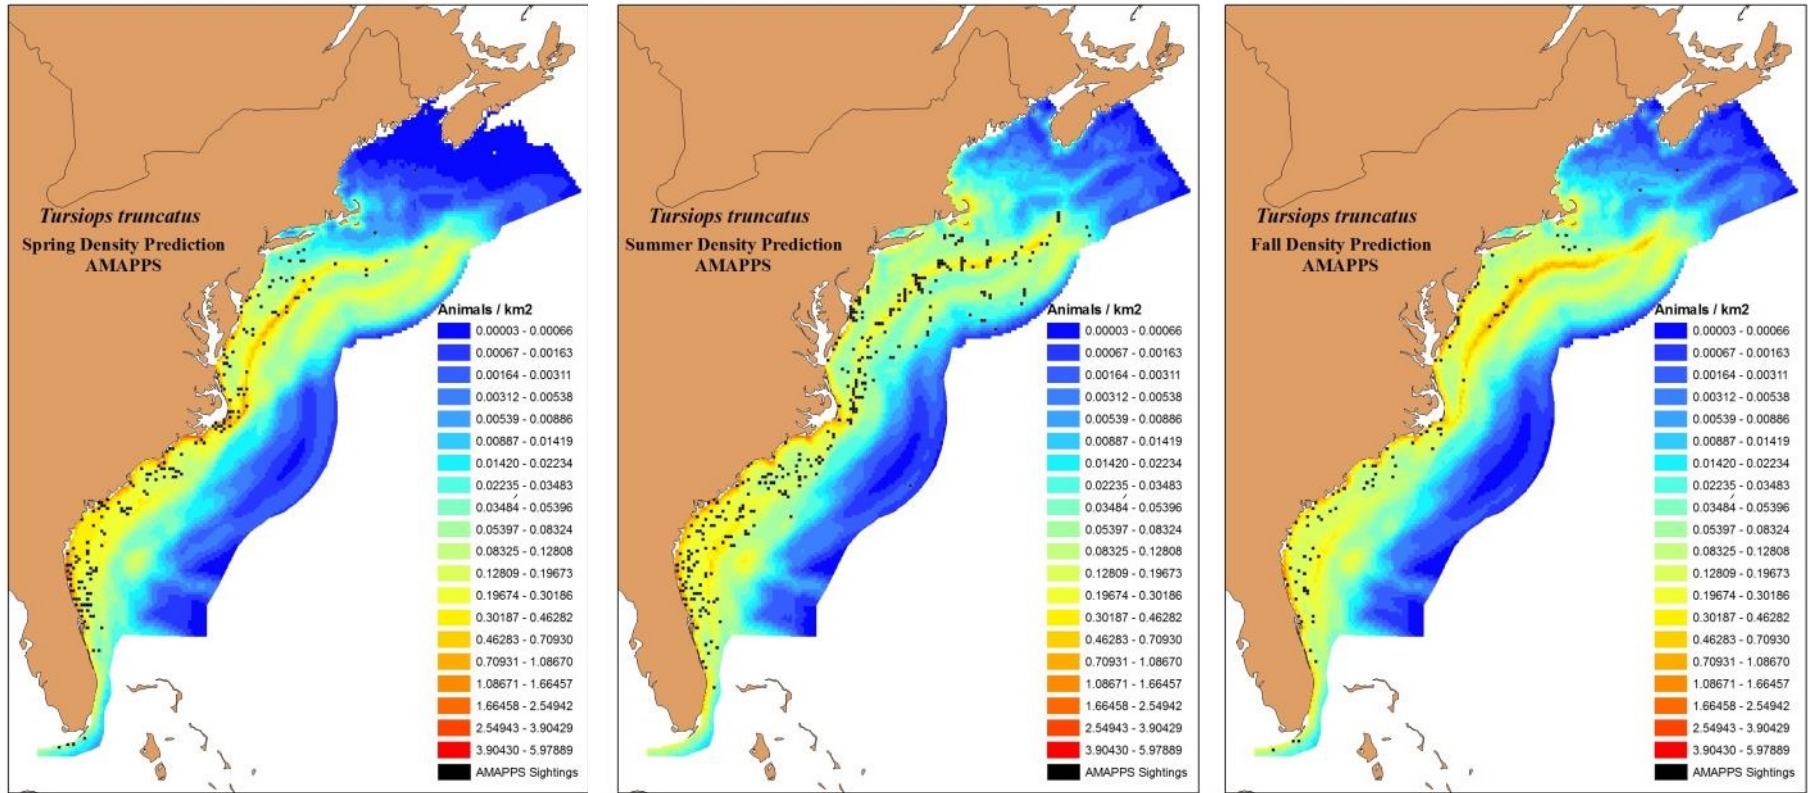 Tursiops truncatus
Spring Density Prediction
AMAPPS
Animals / km2
0.00003 - 0.00066
0.00067 - 0.00163
0.00164 - 0.00311
0.00312 - 0.00538
0.00539 - 0.00886
0.00887 - 0.01419
0.01420 - 0.02234
0.02235 - 0.03483
0.03484 - 0.05396
0.05397 - 0.08324
0.08325 - 0.12808
0.12809 - 0.19673
0.19674 - 0.30186
0.30187 - 0.46282
0.46283 - 0.70930
0.70931 - 1.08670
1.08671 - 1.66457
1.66458 - 2.54942
2.54943 - 3.90429
3.90430 - 5.97889
AMAPPS Sightings
Tursiops truncatus
Summer Density Prediction
AMAPPS
Animals / km2
0.00003 - 0.00066
0.00067 - 0.00163
0.00164 - 0.00311
0.00312 - 0.00538
0.00539 - 0.00886
0.00887 - 0.01419
0.01420 - 0.02234
0.02235 - 0.03483
0.03484 - 0.05396
0.05397 - 0.08324
0.08325 - 0.12808
0.12809 - 0.19673
0.19674 - 0.30186
0.30187 - 0.46282
0.46283 - 0.70930
0.70931 - 1.08670
1.08671 - 1.66457
1.66458 - 2.54942
2.54943 - 3.90429
3.90430 - 5.97889
AMAPPS Sightings
Tursiops truncatus
Fall Density Prediction
AMAPPS
Animals / km2
0.00003 - 0.00066
0.00067 - 0.00163
0.00164 - 0.00311
0.00312 - 0.00538
0.00539 - 0.00886
0.00887 - 0.01419
0.01420 - 0.02234
0.02235 - 0.03483
0.03484 - 0.05396
0.05397 - 0.08324
0.08325 - 0.12808
0.12809 - 0.19673
0.19674 - 0.30186
0.30187 - 0.46282
0.46283 - 0.70930
0.70931 - 1.08670
1.08671 - 1.66457
1.66458 - 2.54942
2.54943 - 3.90429
3.90430 - 5.97889
AMAPPS Sightings